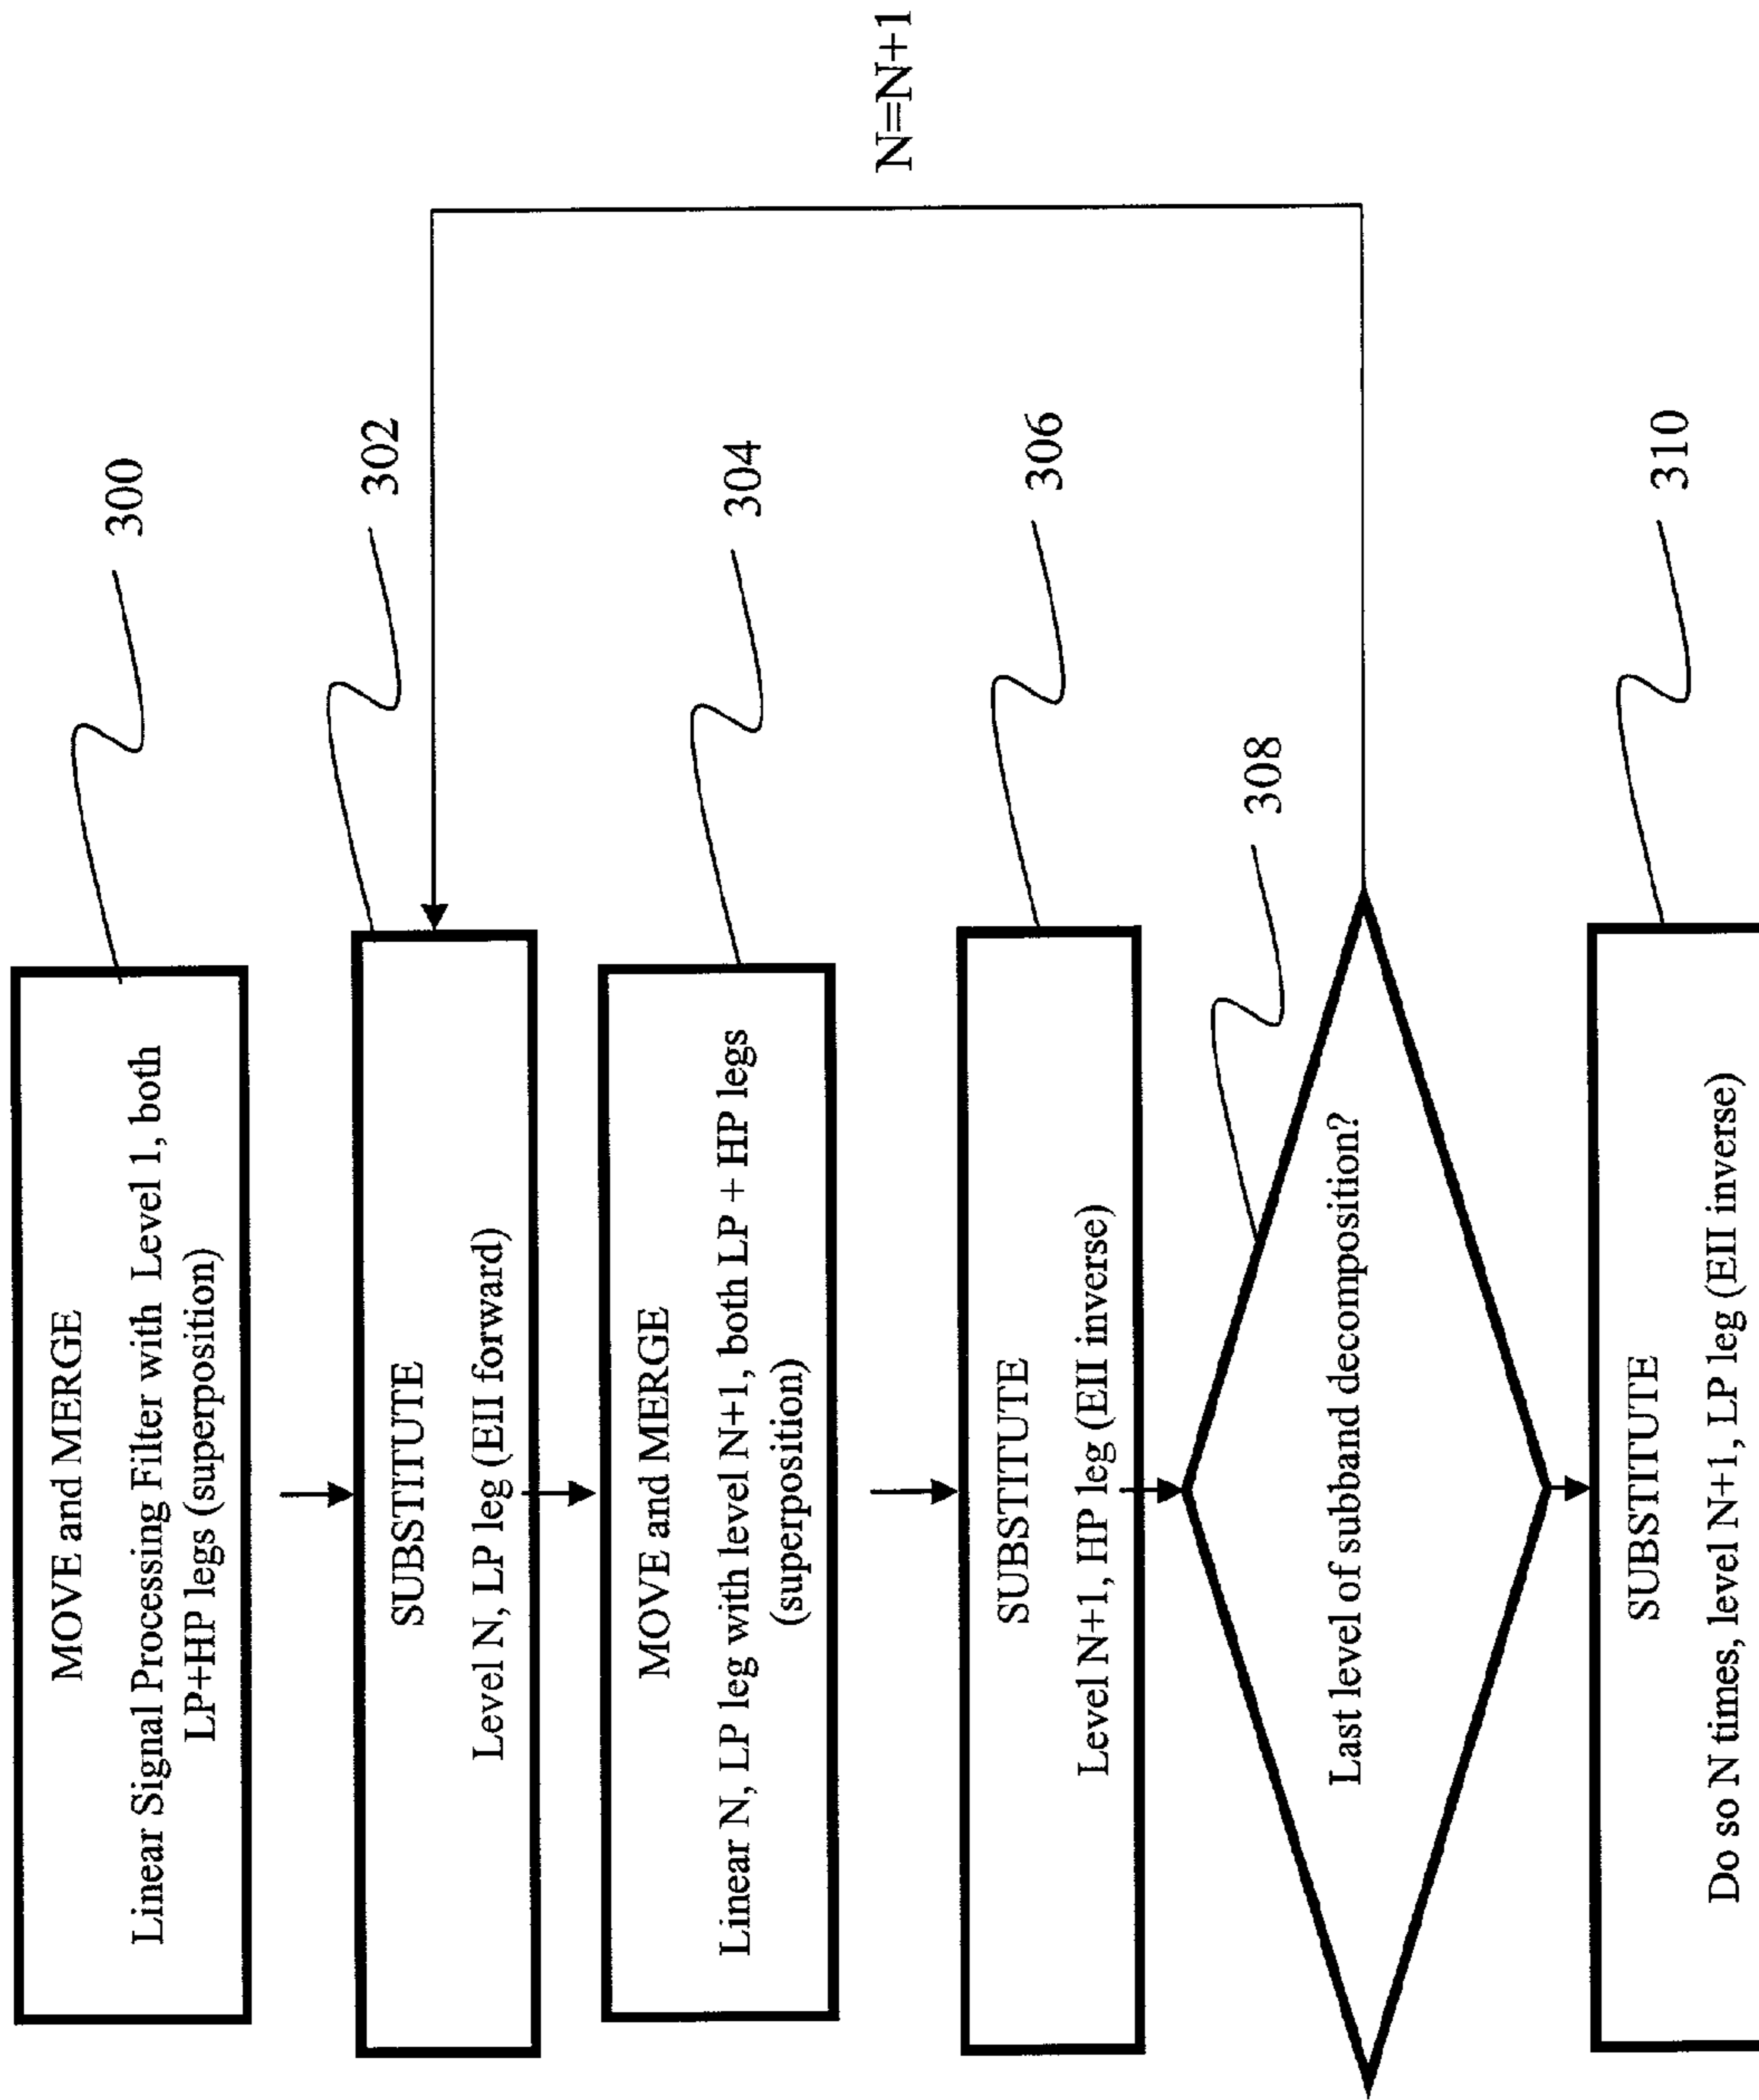 MOVE and MERGE
Linear Signal Processing Filter with Level 1, both
LP+HP legs (superposition)
300
SUBSTITUTE
Level N, LP leg (EII forward)
302
MOVE and MERGE
Linear N, LP leg with level N+1, both LP + HP legs
(superposition)
304
SUBSTITUTE
Level N+1, HP leg (EII inverse)
306
Last level of subband decomposition?
308
N=N+1
SUBSTITUTE
Do so N times, level N+1, LP leg (EII inverse)
310